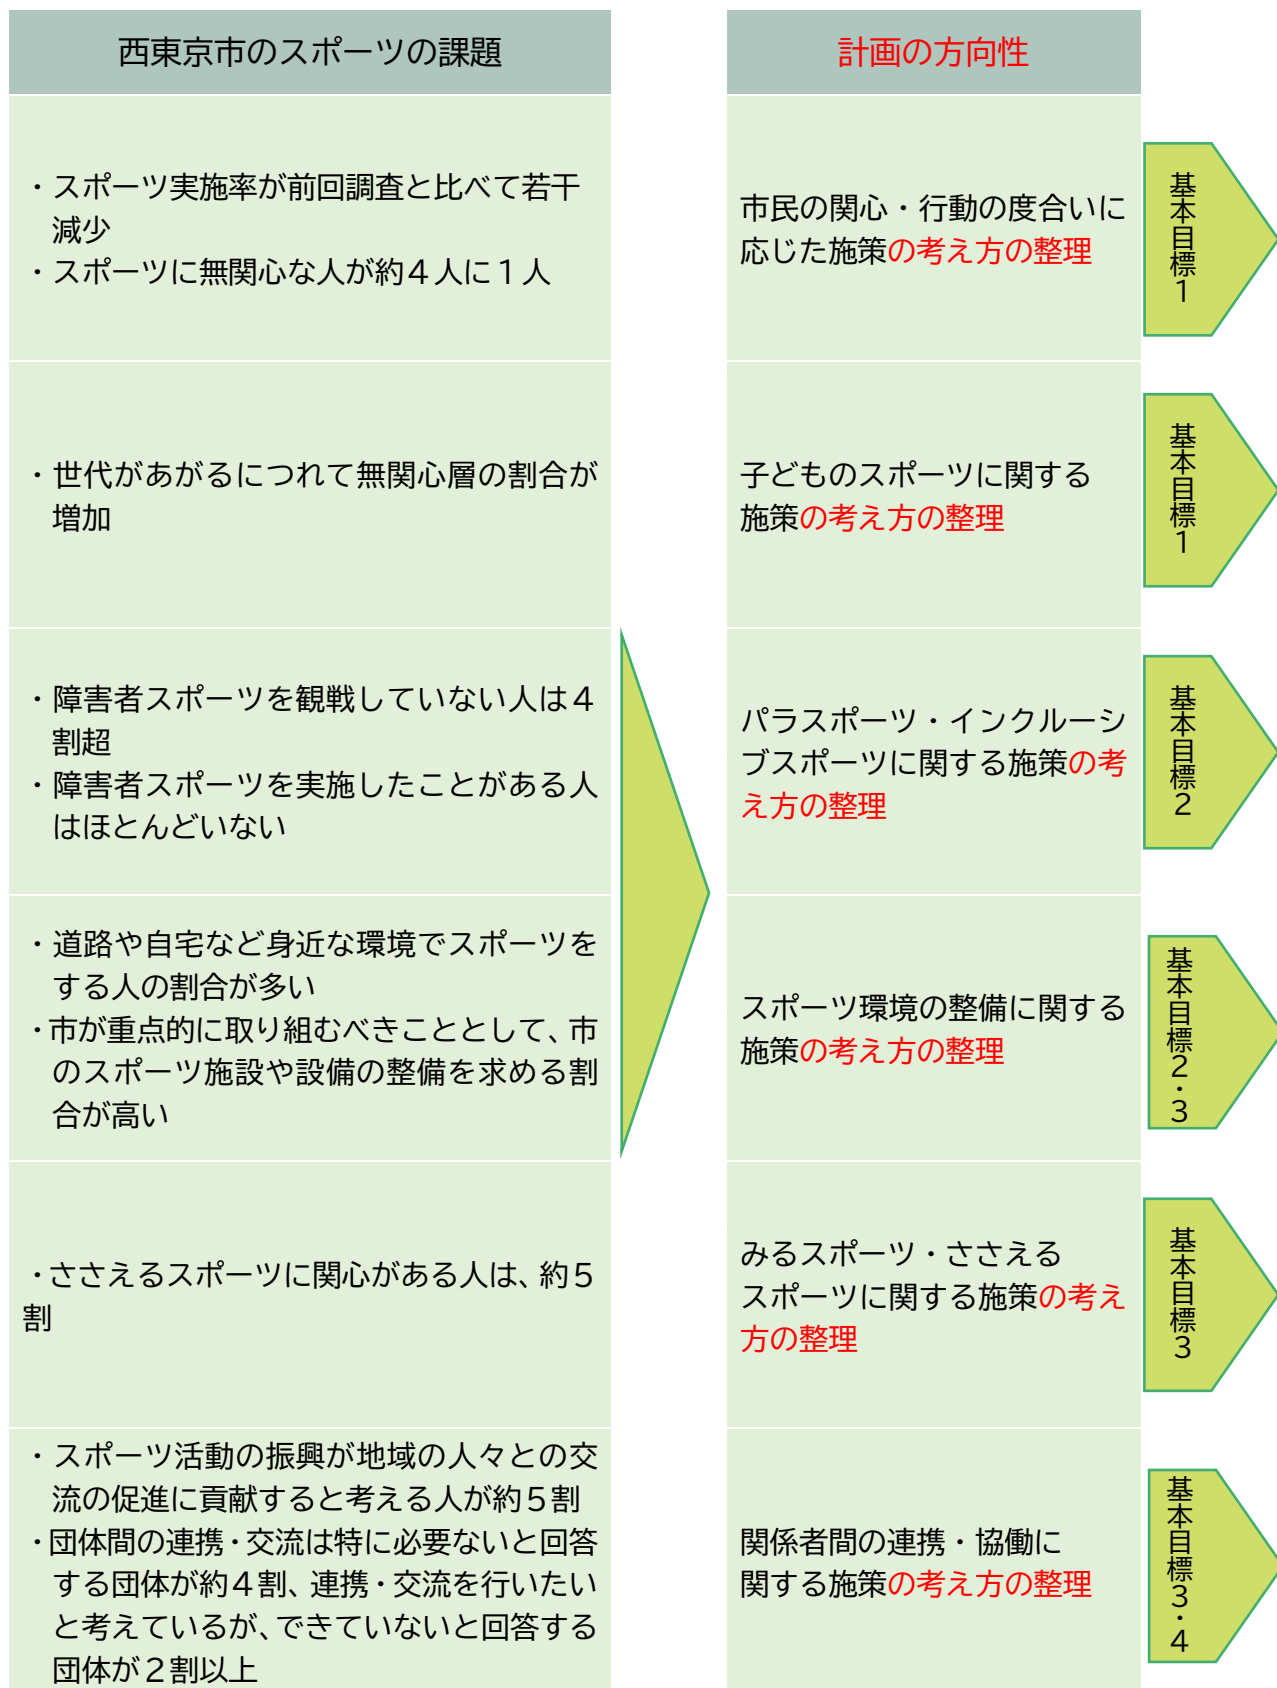 西東京市のスポーツの課題
計画の方向性
・スポーツ実施率が前回調査と比べて若干
減少
・スポーツに無関心な人が約４人に１人
市民の関心・行動の度合いに
応じた施策の考え方の整理
基本目標１
・世代があがるにつれて無関心層の割合が
増加
子どものスポーツに関する
施策の考え方の整理
基本目標１
・障害者スポーツを観戦していない人は４
割超
・障害者スポーツを実施したことがある人
はほとんどいない
パラスポーツ・インクルーシ
ブスポーツに関する施策の考
え方の整理
基本目標２
・道路や自宅など身近な環境でスポーツを
する人の割合が多い
・市が重点的に取り組むべきこととして、市
のスポーツ施設や設備の整備を求める割
合が高い
スポーツ環境の整備に関する
施策の考え方の整理
基本目標２・３
・ささえるスポーツに関心がある人は、約５
割
みるスポーツ・ささえる
スポーツに関する施策の考え
方の整理
基本目標３
・スポーツ活動の振興が地域の人々との交
流の促進に貢献すると考える人が約５割
・団体間の連携・交流は特に必要ないと回答
する団体が約４割、連携・交流を行いたい
と考えているが、できていないと回答する
団体が２割以上
関係者間の連携・協働に
関する施策の考え方の整理
基本目標３・４